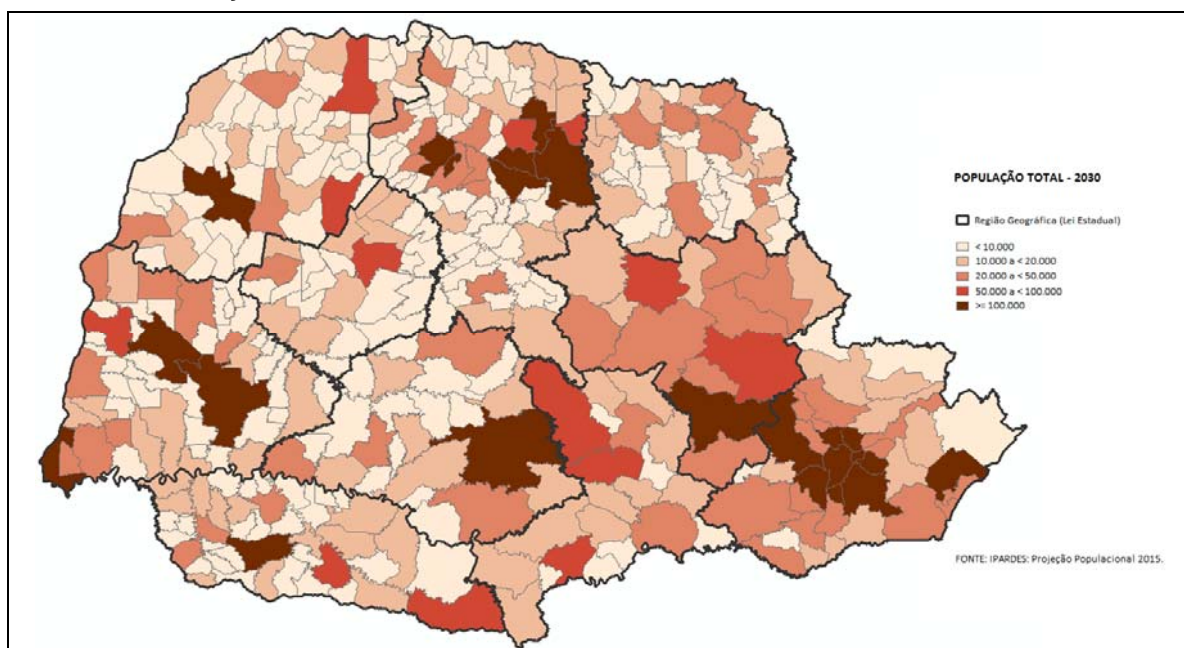 POPULAÇÃO TOTAL - 2030
Região Geográfica (Lei Estadual)
< 10.000
10.000 a < 20.000
20.000 a < 50.000
50.000 a < 100.000
>= 100.000
FONTE: IPARDES: Projeção Populacional 2015.